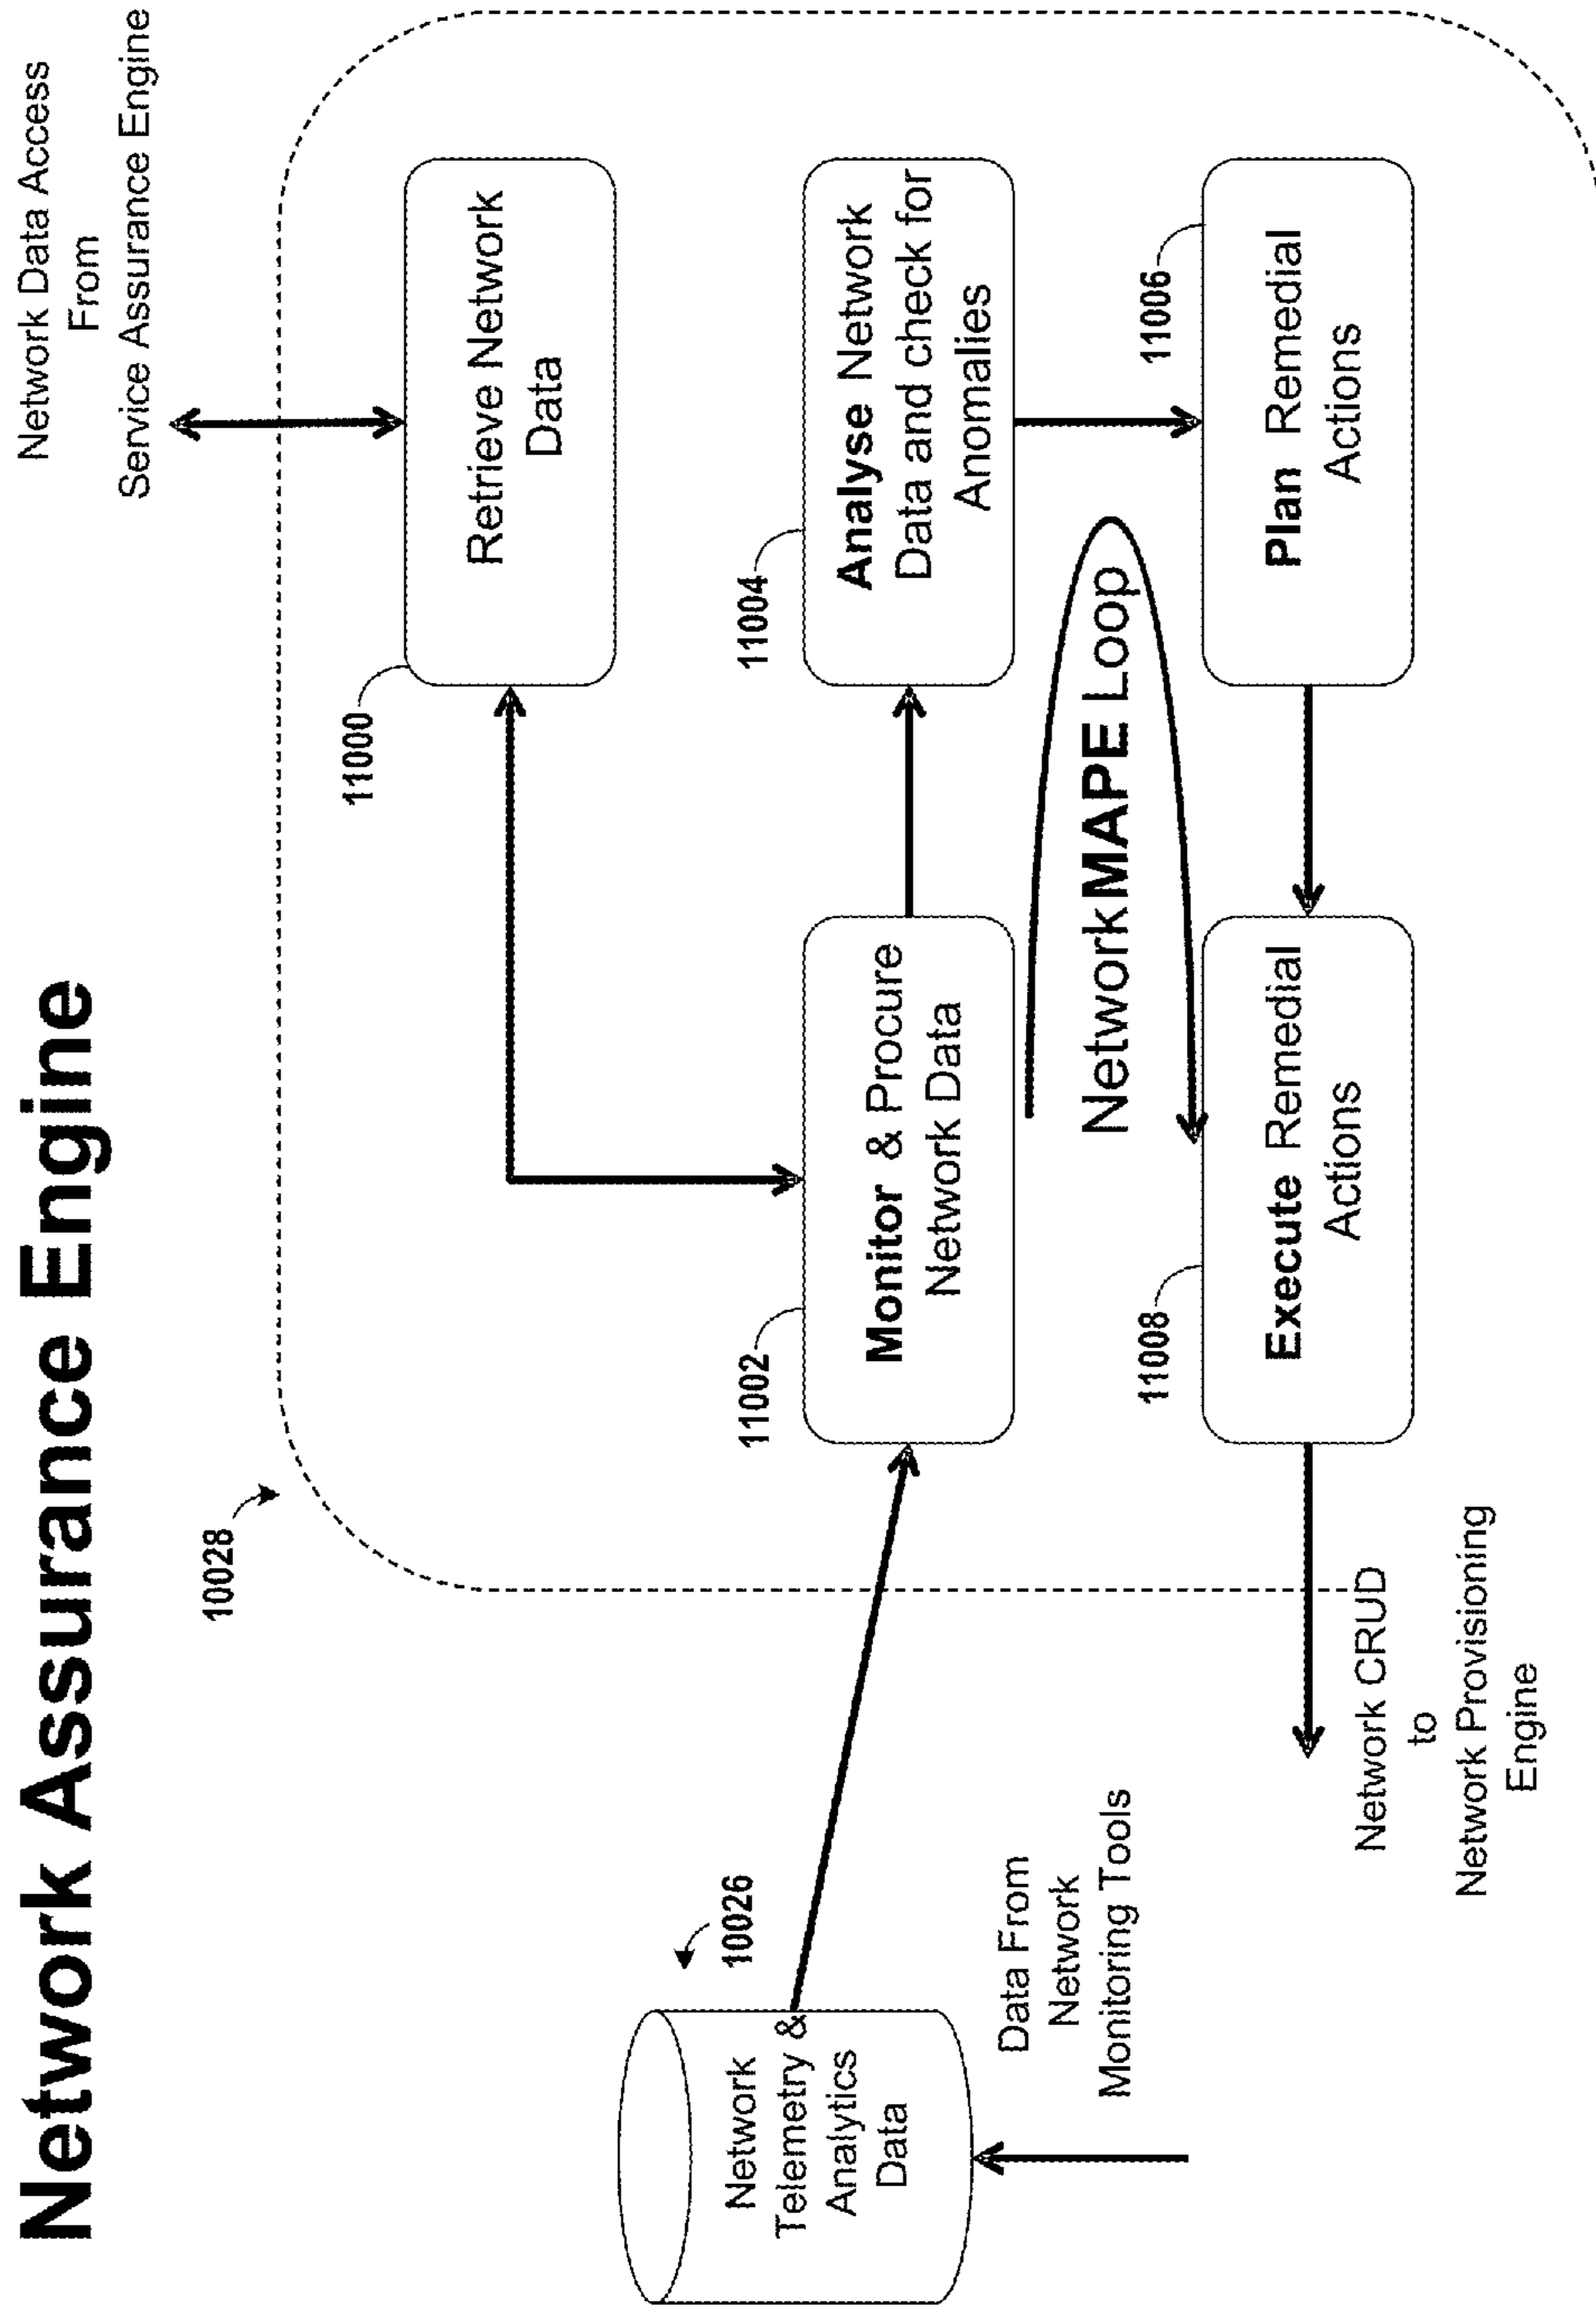 Network Assurance Engine
Network Data Access
From
Service Assurance Engine
10028
11000
Retrieve Network
Data
10026
Network
Telemetry &
Analytics
Data
11002
Monitor & Procure
Network Data
11004
Analyse Network
Data and check for
Anomalies
Data From
Network
Monitoring Tools
NetworkMAPE Loop
11008
Execute Remedial
Actions
11006
Plan Remedial
Actions
Network CRUD
to
Network Provisioning
Engine